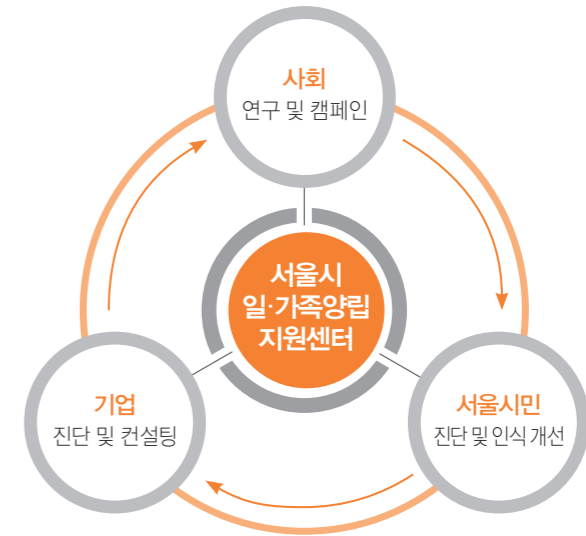 사회
연구 및 캠페인
서울시
일·가족양립
지원센터
기업
진단 및 컨설팅
서울시민
진단 및 인식 개선